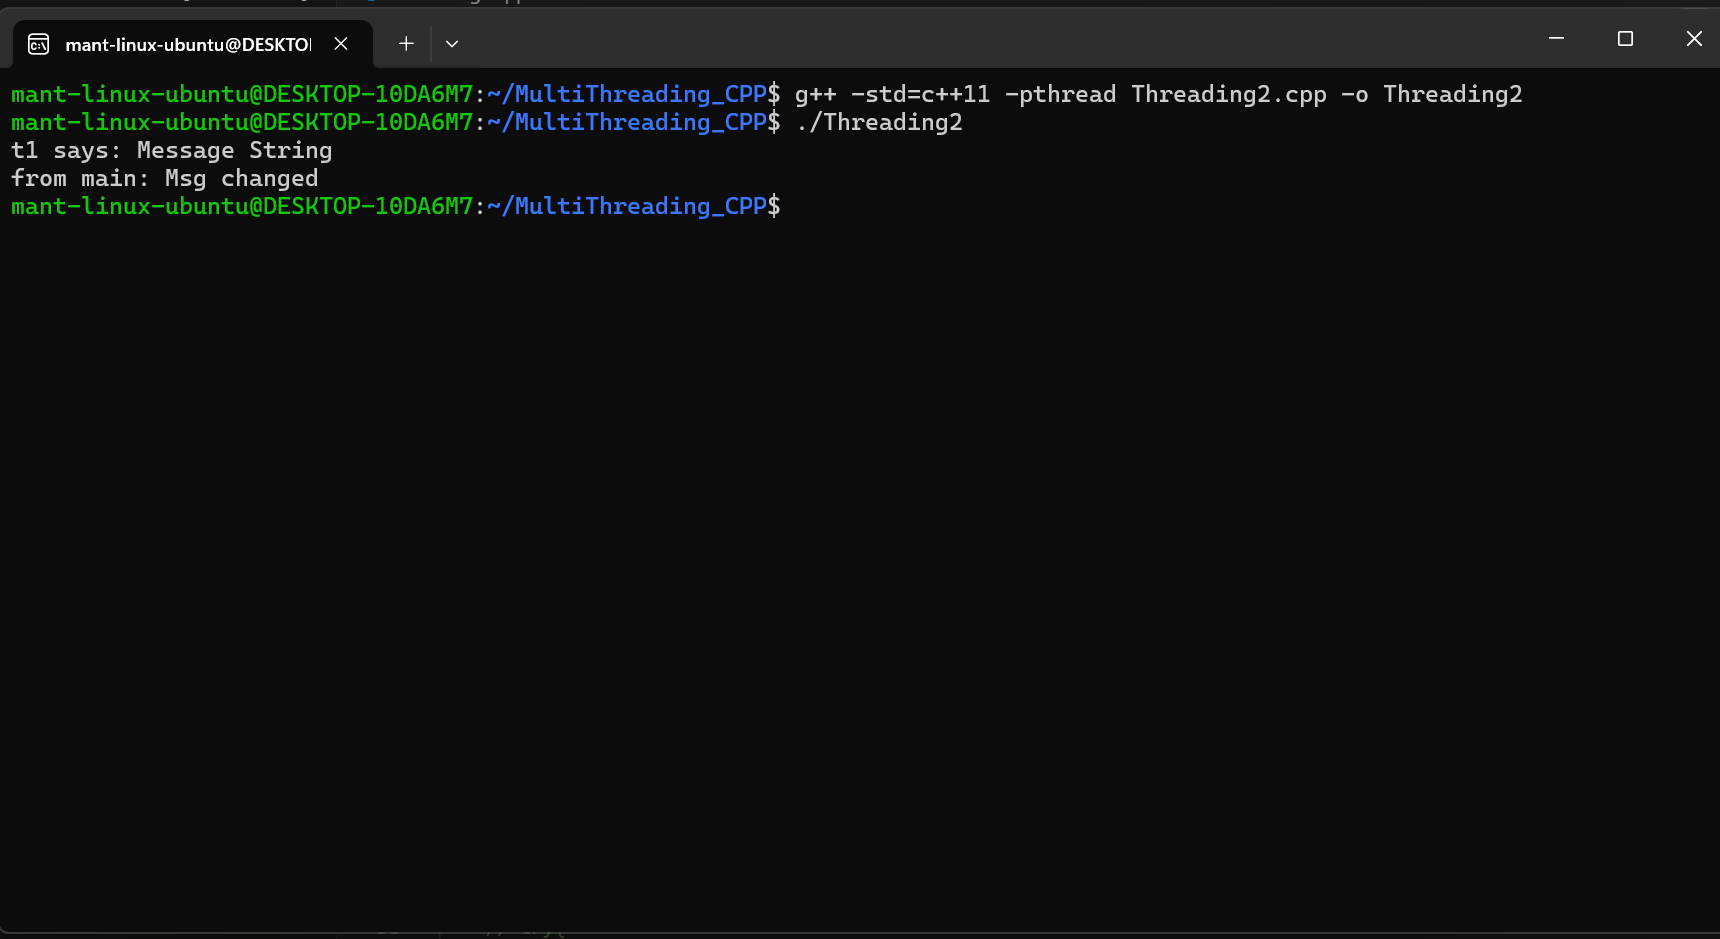 mant-linux-ubuntu@DESKTO
mant-linux-ubuntu@DESKTOP-10DA6M7:~/MultiThreading_CPP$ g++ -std=c++11 -pthread Threading2.cpp -o Threading2
mant-linux-ubuntu@DESKTOP-10DA6M7:~/MultiThreading_CPP$ ./Threading2
t1 says: Message String
from main: Msg changed
mant-linux-ubuntu@DESKTOP-10DA6M7:~/MultiThreading_CPP$